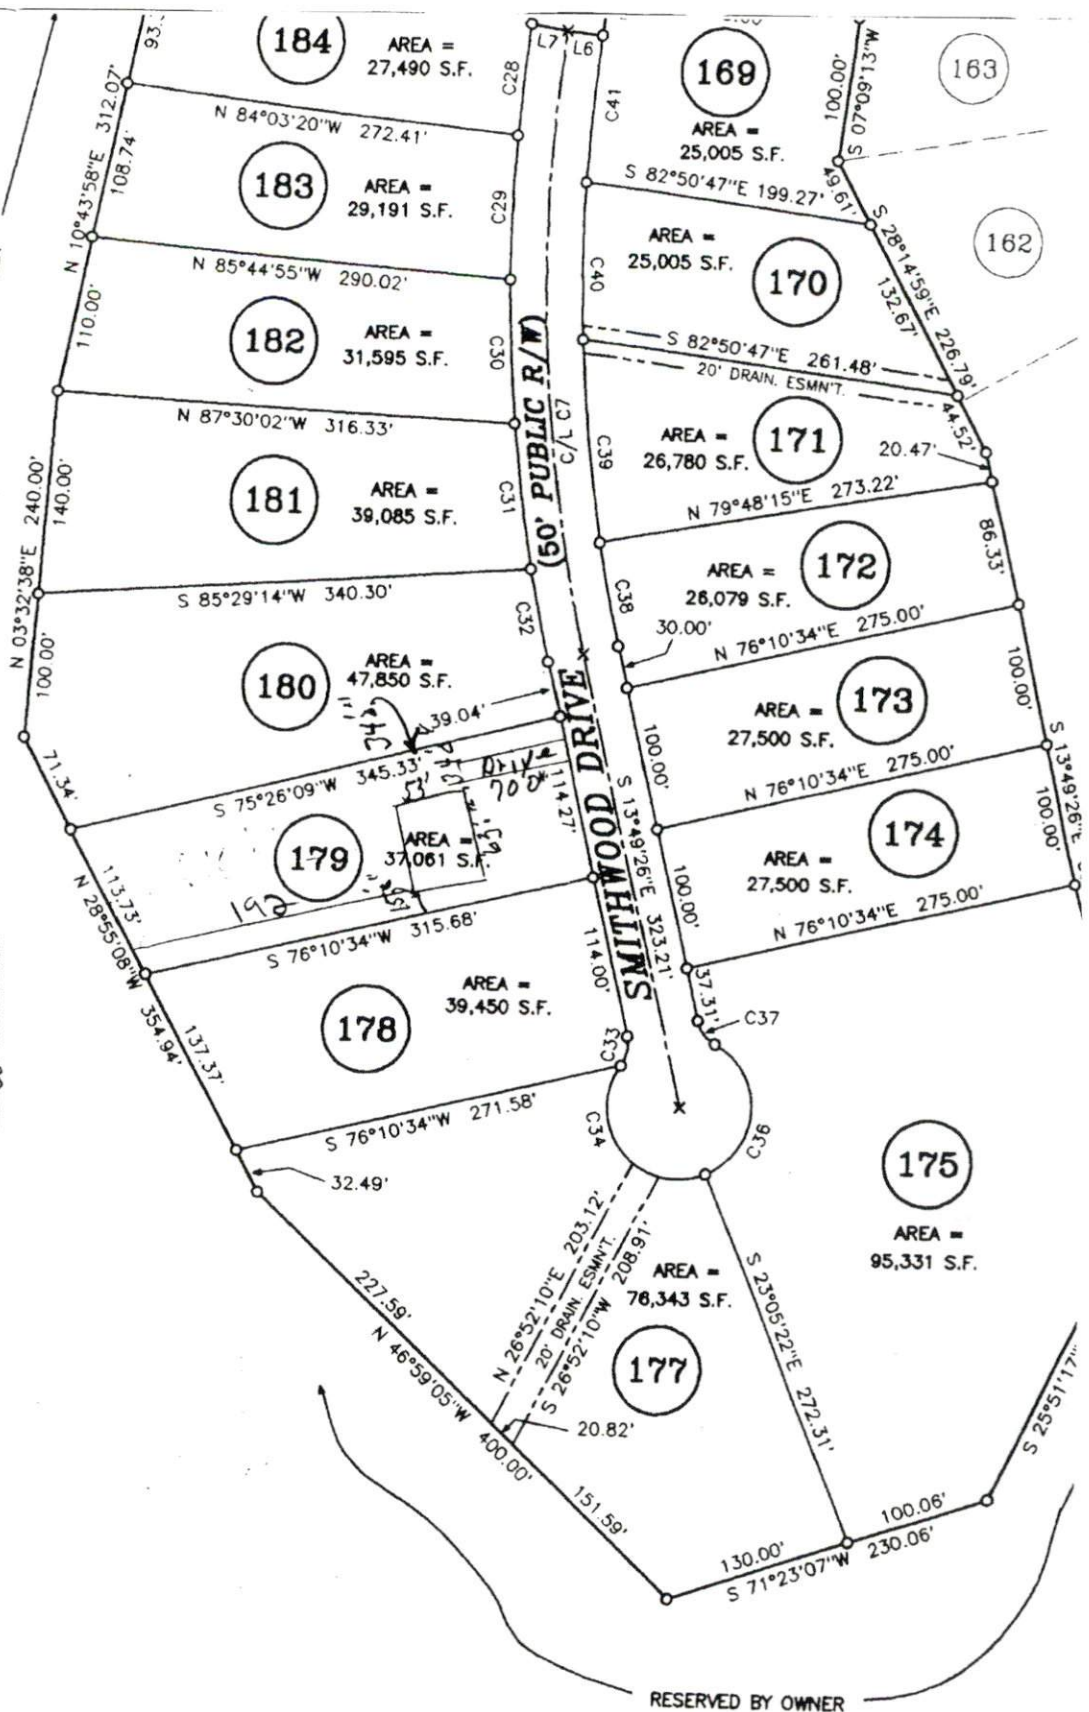 184
AREA =
27,490 S.F.
L7 L6
C28
C41
169
AREA =
25,005 S.F.
100.00'
S 07°09'13"W
163
N 84°03'20"W 272.41'
N 10°43'58"E 312.07'
108.74'
183
AREA =
29,191 S.F.
C29
S 82°50'47"E 199.27'
49.61'
162
S 28°14'59"E 226.79'
132.67'
N 85°44'55"W 290.02'
AREA =
25,005 S.F.
170
C40
110.00'
182
AREA =
31,595 S.F.
C30
S 82°50'47"E 261.48'
20' DRAIN. ESMN'T.
44.52'
20.47'
N 87°30'02"W 316.33'
(50' PUBLIC R/W)
C/L C7
171
AREA =
26,780 S.F.
C39
N 03°32'38"E 240.00'
140.00'
181
AREA =
39,085 S.F.
C31
N 79°48'15"E 273.22'
86.33'
S 85°29'14"W 340.30'
C32
172
AREA =
26,079 S.F.
C38
30.00'
N 76°10'34"E 275.00'
100.00'
180
AREA =
47,850 S.F.
39.04'
100.00'
71.34'
SMITHWOOD DRIVE
S 13°49'26"E 323.21'
173
AREA =
27,500 S.F.
100.00'
S 13°49'26"E
N 76°10'34"E 275.00'
S 75°26'09"W 345.33'
Drive
114.27'
179
AREA =
37,061 S.F.
190
113.73'
174
AREA =
27,500 S.F.
100.00'
100.00'
N 76°10'34"E 275.00'
S 76°10'34"W 315.68'
N 28°55'08"W 354.94'
137.37'
178
AREA =
39,450 S.F.
114.00'
37.31'
C37
C33
S 76°10'34"W 271.58'
32.49'
C34
C36
175
AREA =
95,331 S.F.
227.59'
N 46°59'05"W 400.00'
N 26°52'10"E 203.12'
20' DRAIN. ESMN'T.
S 26°52'10"W 208.91'
AREA =
76,343 S.F.
177
20.82'
151.59'
S 23°05'22"E 272.31'
S 25°51'17"
130.00'
100.06'
S 71°23'07"W 230.06'
RESERVED BY OWNER